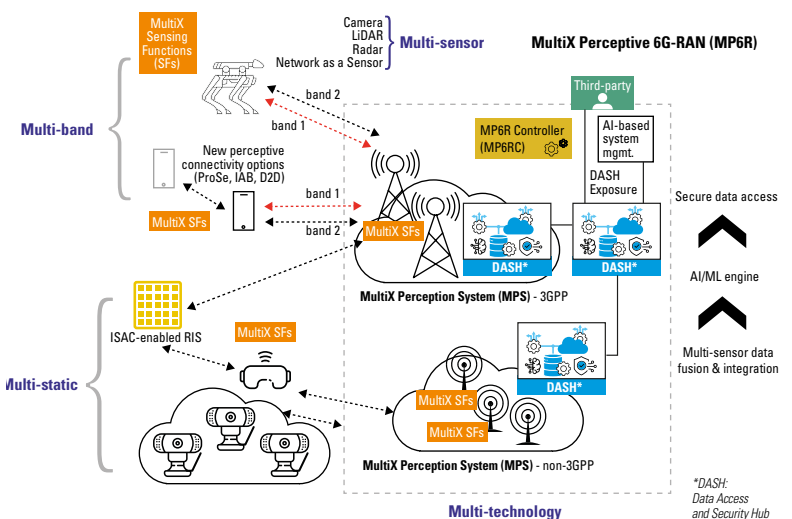 MultiX
Sensing
Functions
(SFs)
Camera
LiDAR
Radar
Network as a Sensor
Multi-sensor
MultiX Perceptive 6G-RAN (MP6R)
Third-party
band 2
band 1
MP6R Controller
(MP6RC)
AI-based
system
mgmt.
Multi-band
New perceptive
connectivity options
(ProSe, IAB, D2D)
DASH
Exposure
band 1
Secure data access
MultiX SFs
band 2
MultiX SFs
DASH*
DASH*
AI/ML engine
MultiX Perception System (MPS) - 3GPP
ISAC-enabled RIS
MultiX SFs
Multi-sensor data
fusion & integration
Multi-static
DASH*
MultiX SFs
MultiX SFs
MultiX Perception System (MPS) - non-3GPP
Multi-technology
*DASH:
Data Access
and Security Hub